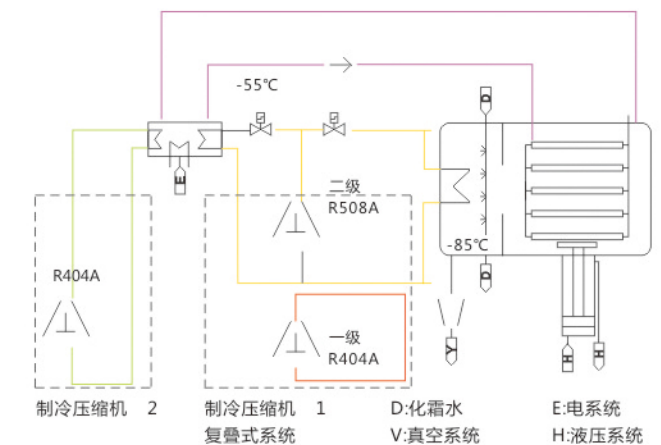 -55℃
D
E
二级
R508A
-85℃
D
R404A
一级
R404A
Y
H
H
制冷压缩机 2
制冷压缩机 1
D:化霜水
E:电系统
复叠式系统
V:真空系统
H:液压系统